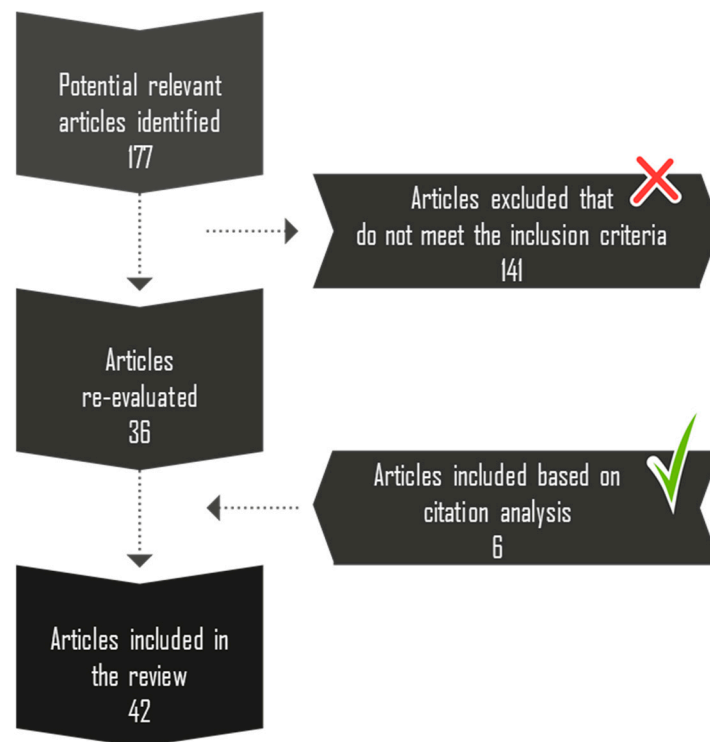 Potential relevant
articles identified
177
Articles excluded that
do not meet the inclusion criteria
141
Articles
re-evaluated
36
Articles included based on
citation analysis
6
Articles included in
the review
42